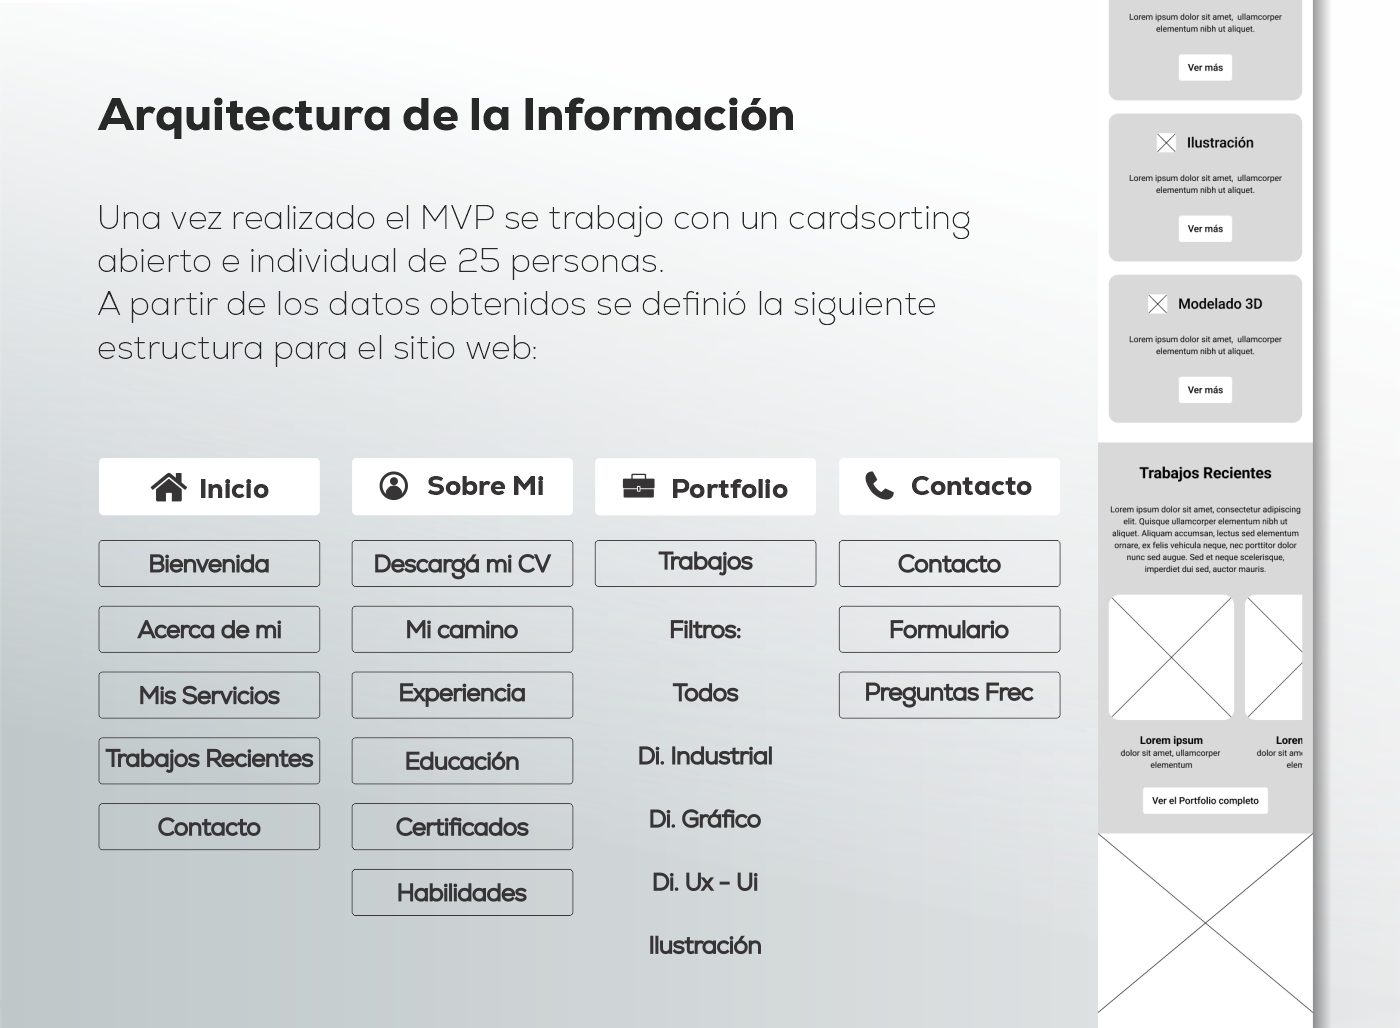 Arquitectura de la Información
Una vez realizado el MVP se trabajo con un cardsorting
abierto e individual de 25 personas.
A partir de los datos obtenidos se definió la siguiente
estructura para el sitio web:
Inicio
Bienvenida
Acerca de mi
Mis Servicios
Trabajos Recientes
Contacto
Sobre Mi
Descargá mi CV
Mi camino
Experiencia
Educación
Certificados
Habilidades
Portfolio
Trabajos
Filtros:
Todos
Di. Industrial
Di. Gráfico
Di. Ux - Ui
Ilustración
Contacto
Contacto
Formulario
Preguntas Frec
Lorem ipsum dolor sit amet, ullamcorper
elementum nibh ut aliquet.
Ver más
Ilustración
Lorem ipsum dolor sit amet, ullamcorper
elementum nibh ut aliquet.
Ver más
Modelado 3D
Lorem ipsum dolor sit amet, ullamcorper
elementum nibh ut aliquet.
Ver más
Trabajos Recientes
Lorem ipsum dolor sit amet, consectetur adipiscing
elit. Quisque ullamcorper elementum nibh ut
aliquet. Aliquam accumsan, lectus sed elementum
ornare, ex felis vehicula neque, nec porttitor dolor
nunc sed augue. Sed et neque scelerisque,
imperdiet dui sed, auctor mauris.
Lorem ipsum
dolor sit amet, ullamcorper
elementum
Loren
dolor sit am
elen
Ver el Portfolio completo